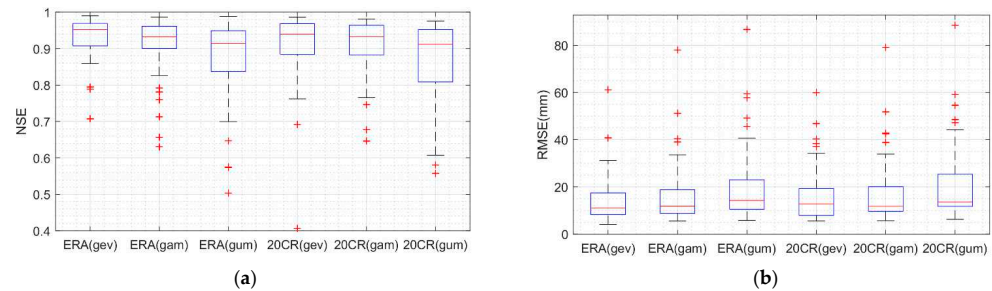 1
0.9
0.8
0.7
0.6
0.5
0.4
NSE
ERA(gev) ERA(gam) ERA(gum) 20CR(gev) 20CR(gam) 20CR(gum)
(a)
80
60
40
20
0
RMSE(mm)
ERA(gev) ERA(gam) ERA(gum) 20CR(gev) 20CR(gam) 20CR(gum)
(b)